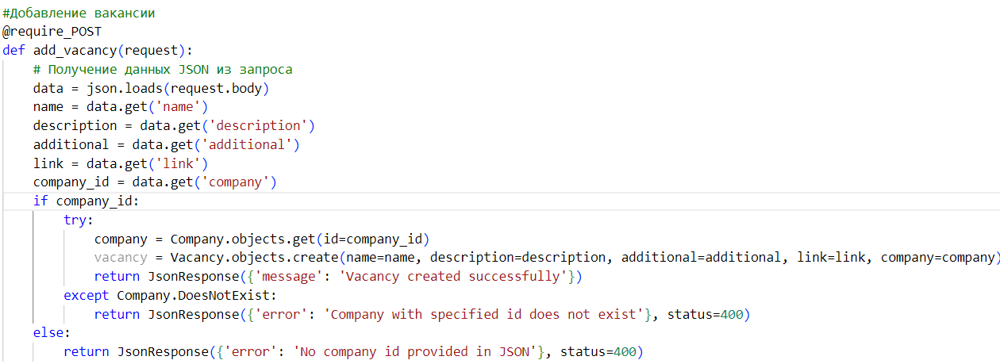 #Добавление вакансии
@require_POST
def add_vacancy(request):
    # Получение данных JSON из запроса
    data = json.loads(request.body)
    name = data.get('name')
    description = data.get('description')
    additional = data.get('additional')
    link = data.get('link')
    company_id = data.get('company')
    if company_id:
        try:
            company = Company.objects.get(id=company_id)
            vacancy = Vacancy.objects.create(name=name, description=description, additional=additional, link=link, company=company)
            return JsonResponse({'message': 'Vacancy created successfully'})
        except Company.DoesNotExist:
            return JsonResponse({'error': 'Company with specified id does not exist'}, status=400)
    else:
        return JsonResponse({'error': 'No company id provided in JSON'}, status=400)